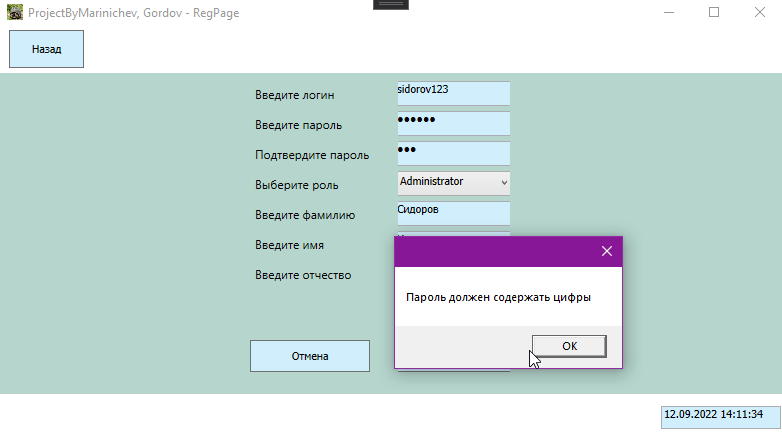 ProjectByMarinichev, Gordov - RegPage
Назад
Введите логин
sidorov123
Введите пароль
Подтвердите пароль
Выберите роль
Administrator
Введите фамилию
Сидоров
Введите имя
Введите отчество
Пароль должен содержать цифры
OK
Отмена
12.09.2022 14:11:34